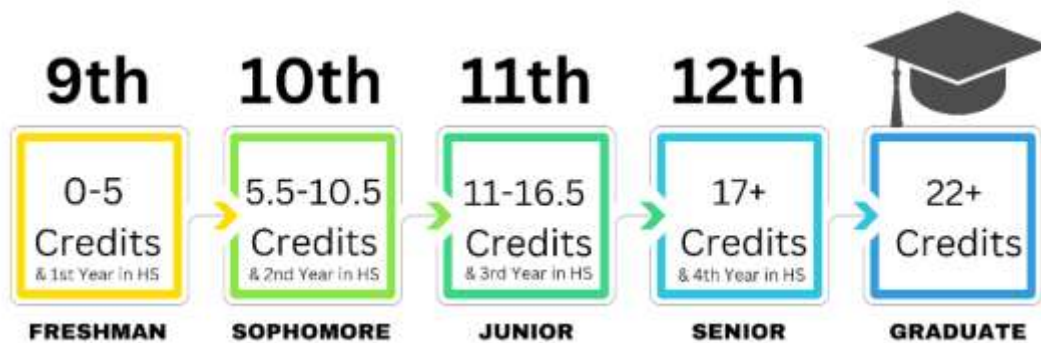 9th
0-5
Credits
& 1st Year in HS
FRESHMAN
10th
5.5-10.5
Credits
& 2nd Year in HS
SOPHOMORE
11th
11-16.5
Credits
& 3rd Year in HS
JUNIOR
12th
17+
Credits
& 4th Year in HS
SENIOR
22+
Credits
GRADUATE